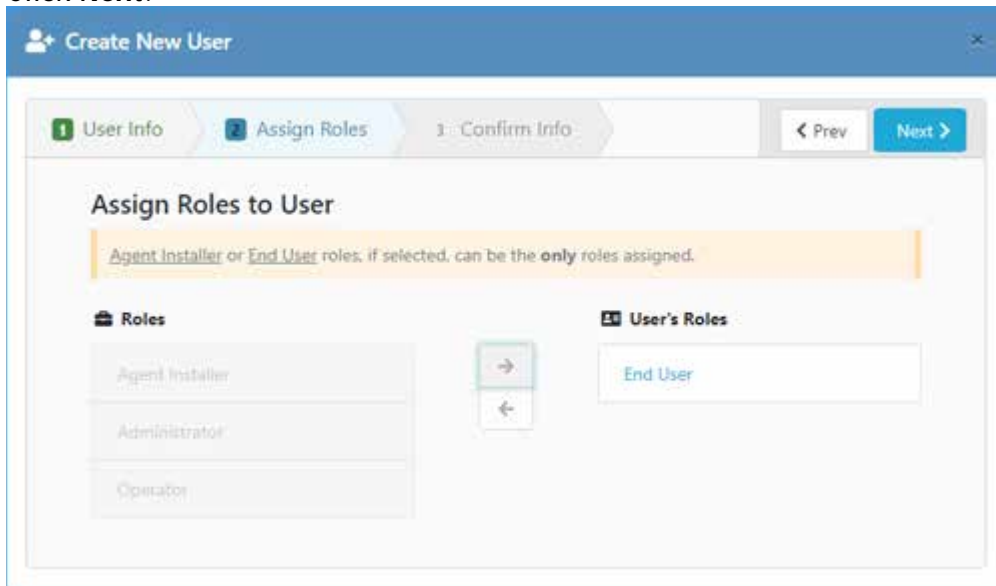 Create New User
×
1 User Info
2 Assign Roles
3 Confirm Info
Prev
Next
Assign Roles to User
Agent Installer or End User roles, if selected, can be the only roles assigned.
Roles
User's Roles
Agent Installer
End User
Administrator
Operator